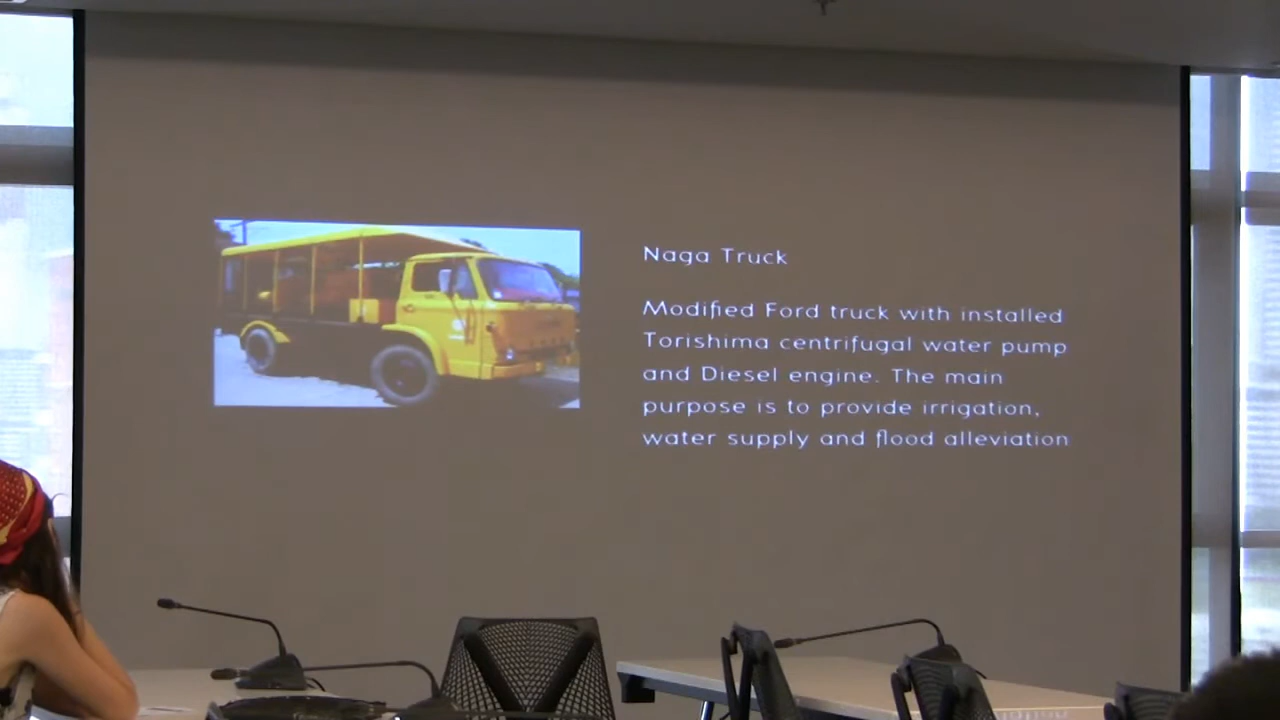 Naga Truck
Modified Ford truck with installed
Torishima centrifugal water pump
and Diesel engine. The main
purpose is to provide irrigation,
water supply and flood alleviation